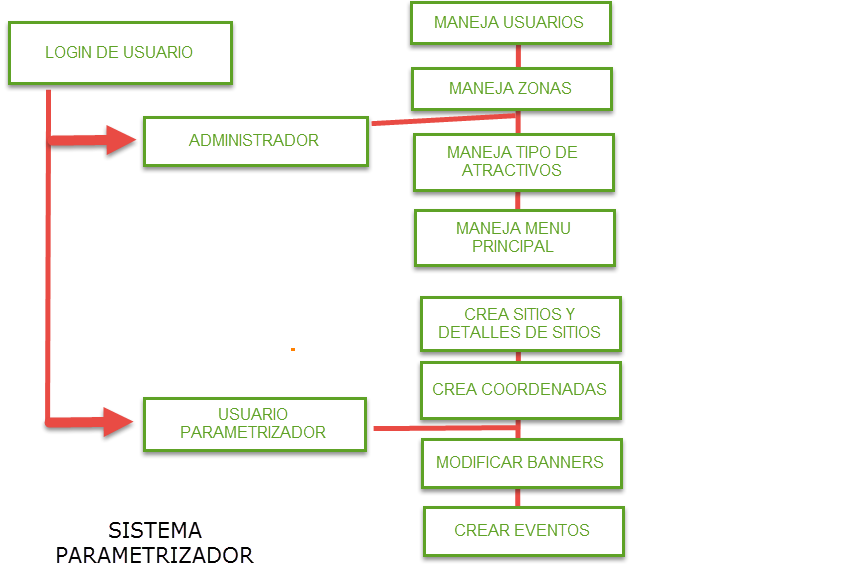 LOGIN DE USUARIO
ADMINISTRADOR
MANEJA USUARIOS
MANEJA ZONAS
MANEJA TIPO DE
ATRACTIVOS
MANEJA MENU
PRINCIPAL
USUARIO
PARAMETRIZADOR
CREA SITIOS Y
DETALLES DE SITIOS
CREA COORDENADAS
MODIFICAR BANNERS
CREAR EVENTOS
SISTEMA
PARAMETRIZADOR